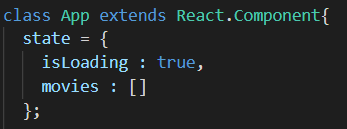 class App extends React.Component{
  state = {
    isLoading : true,
    movies : []
  };